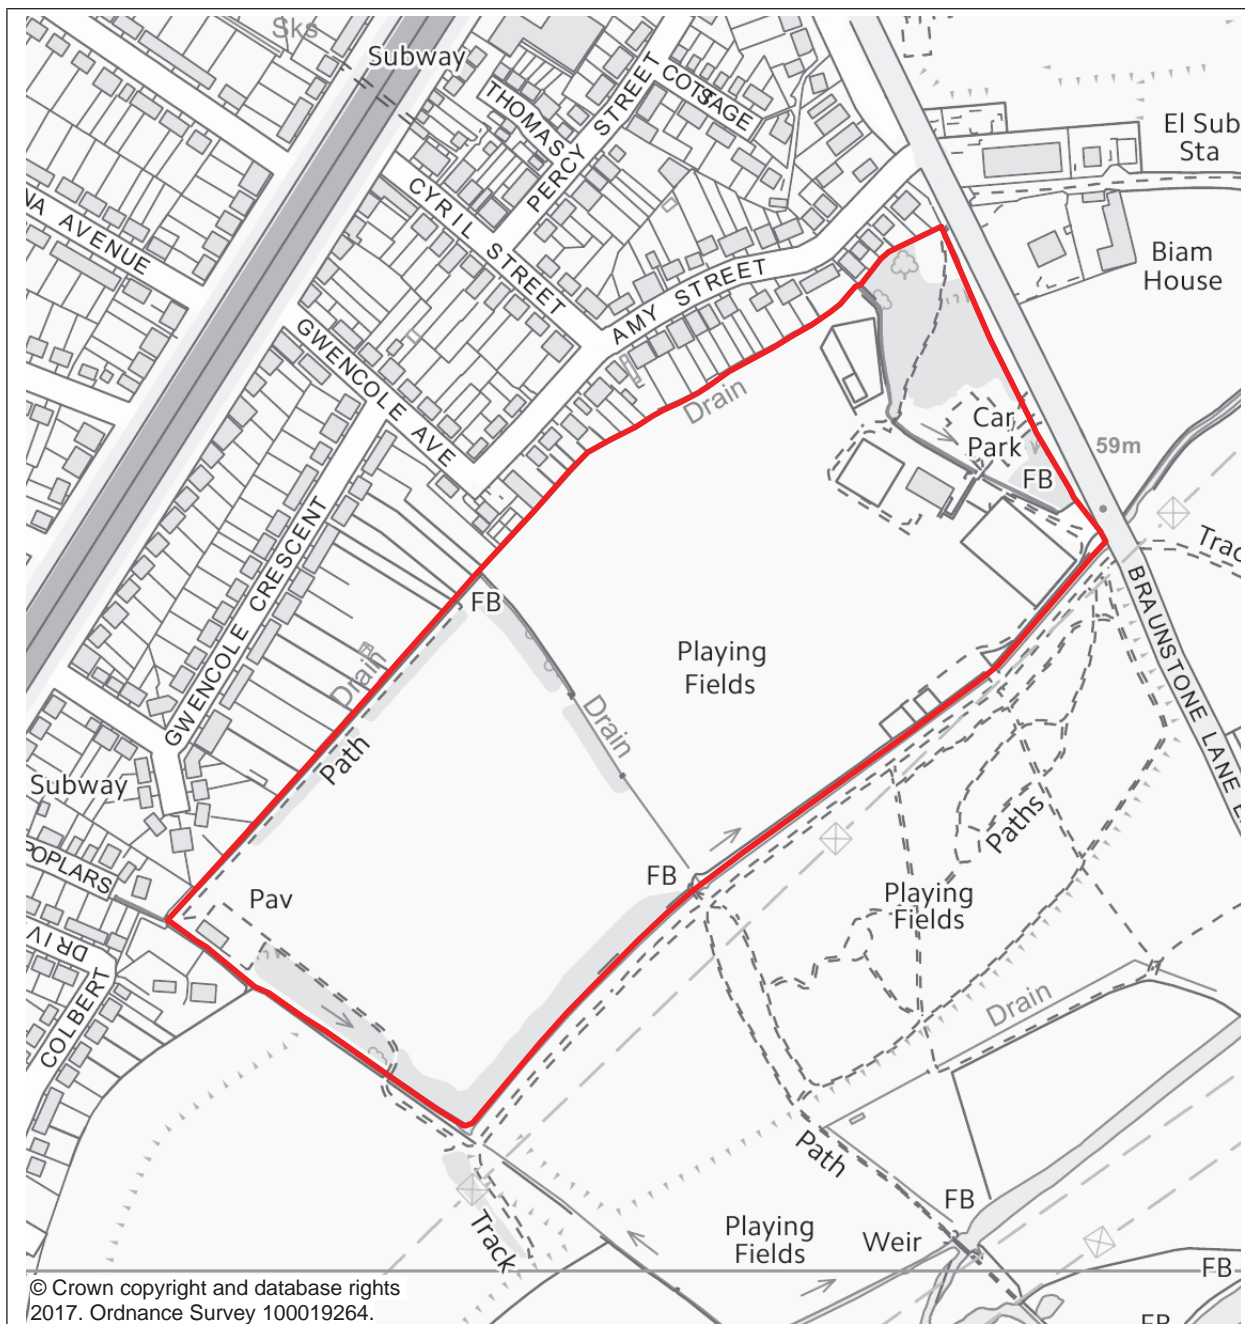 Sks
Subway
THOMAS
PERCY STREET
COTTAGE
CYRIL STREET
El Sub
Sta
NA AVENUE
AMY STREET
Biam
House
GWENCOLE AVE
Drain
Car
Park
59m
FB
Trac
GWENCOLE CRESCENT
FB
BRAUNSTONE LANE E
Drain
Playing
Fields
Drain
Path
Subway
Paths
POPLARS
FB
Pav
Playing
Fields
DRIV
COLBERT
Drain
Path
FB
Track
Playing
Fields
Weir
FB
© Crown copyright and database rights
2017. Ordnance Survey 100019264.
FB